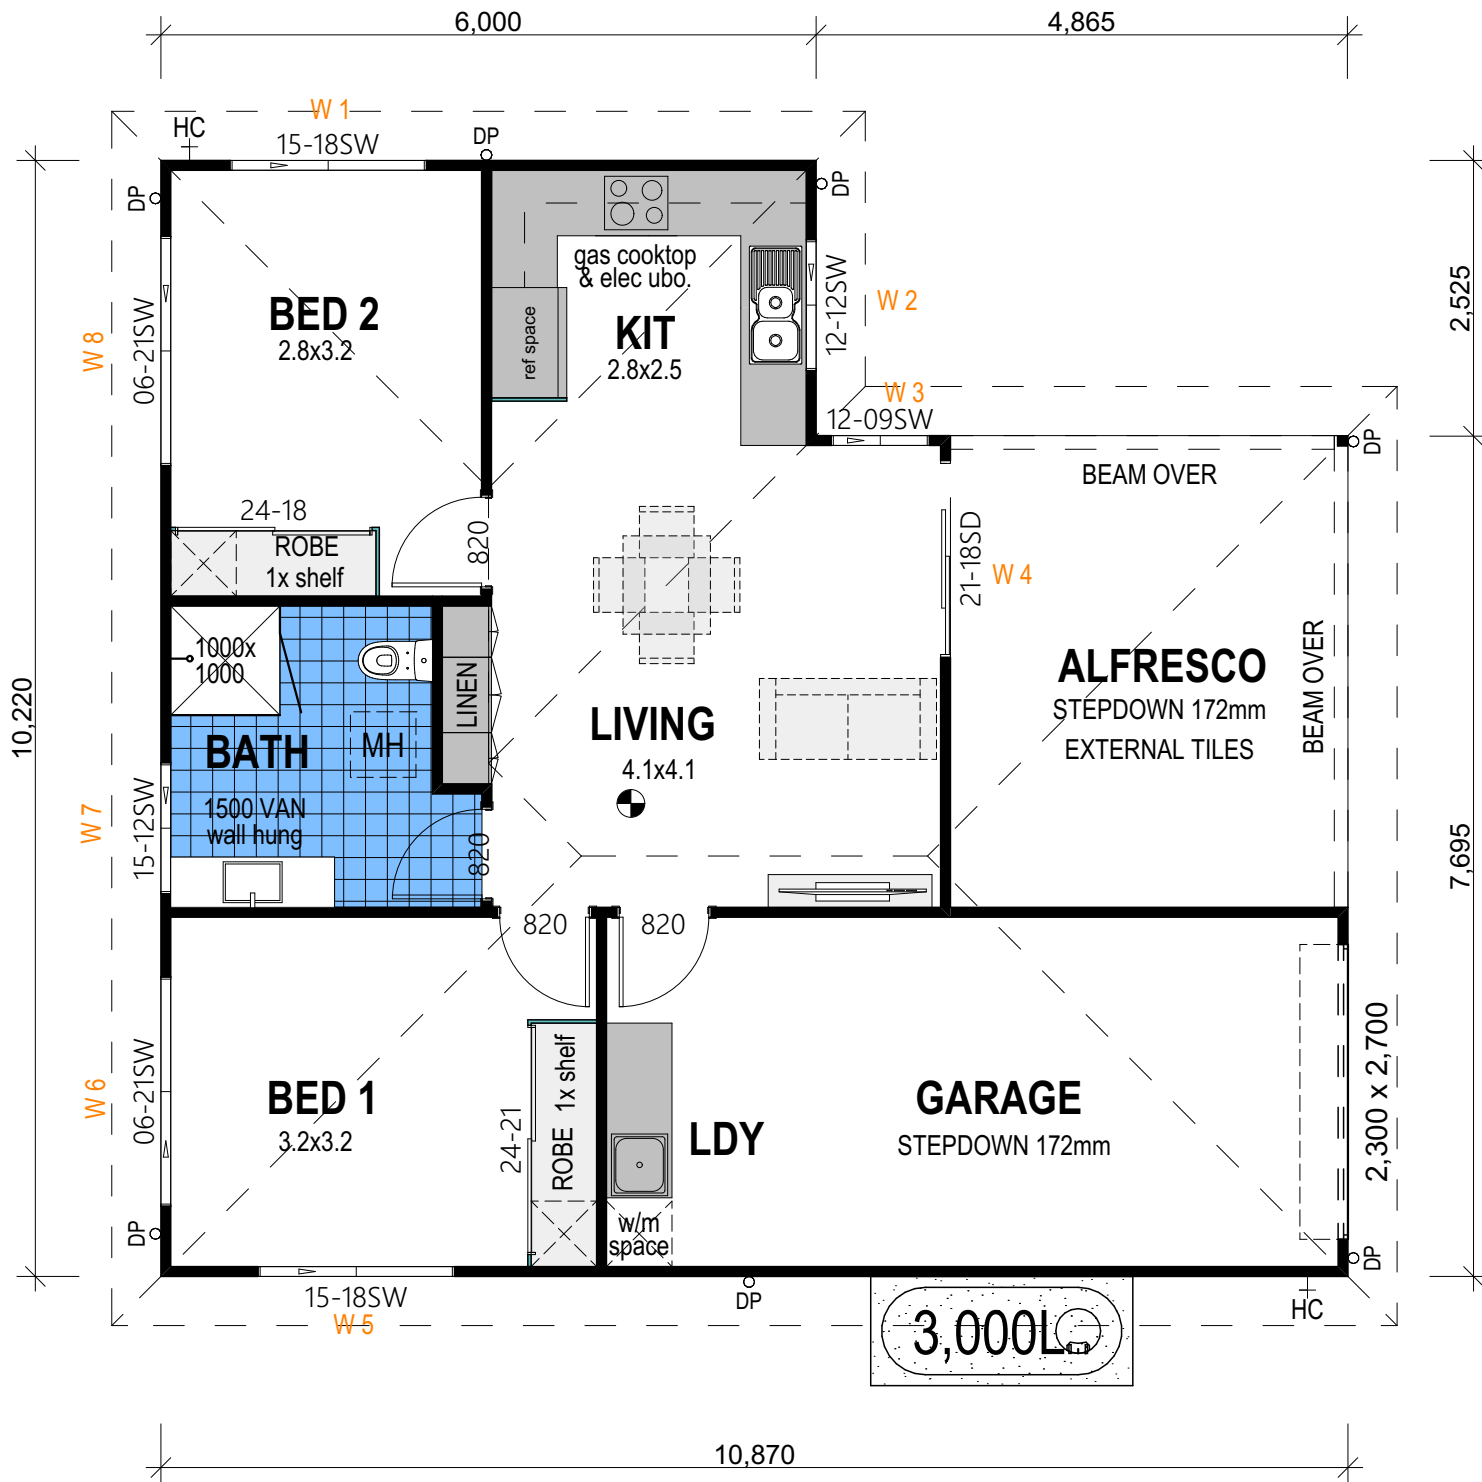 6,000
4,865
W 1
HC
15-18SW
DP
DP
DP
gas cooktop
& elec ubo.
BED 2
2.8x3.2
KIT
2.8x2.5
ref space
12-12SW
W 2
W 3
12-09SW
W 8
06-21SW
2,525
DP
BEAM OVER
24-18
ROBE
1x shelf
820
21-18SD
W 4
1000x
1000
LINEN
BATH
MH
1500 VAN
wall hung
820
LIVING
4.1x4.1
ALFRESCO
STEPDOWN 172mm
EXTERNAL TILES
BEAM OVER
10,220
W 7
15-12SW
7,695
820
820
BED 1
3.2x3.2
W 6
06-21SW
24-21
ROBE 1x shelf
LDY
w/m
space
GARAGE
STEPDOWN 172mm
2,300 x 2,700
DP
DP
15-18SW
W 5
DP
HC
3,000L
10,870